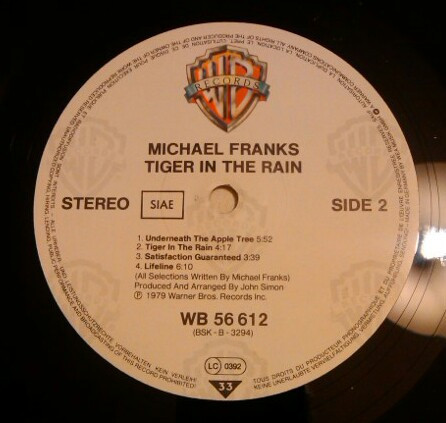 WB
RECORDS
MICHAEL FRANKS
TIGER IN THE RAIN
STEREO
SIAE
SIDE 2
1. Underneath The Apple Tree 5:52
2. Tiger In The Rain 4:17
3. Satisfaction Guaranteed 3:39
4. Lifeline 6:10
(All Selections Written By Michael Franks)
Produced And Arranged By John Simon
℗ 1979 Warner Bros. Records Inc.
WB 56 612
(BSK - B - 3294)
LC 0392
33